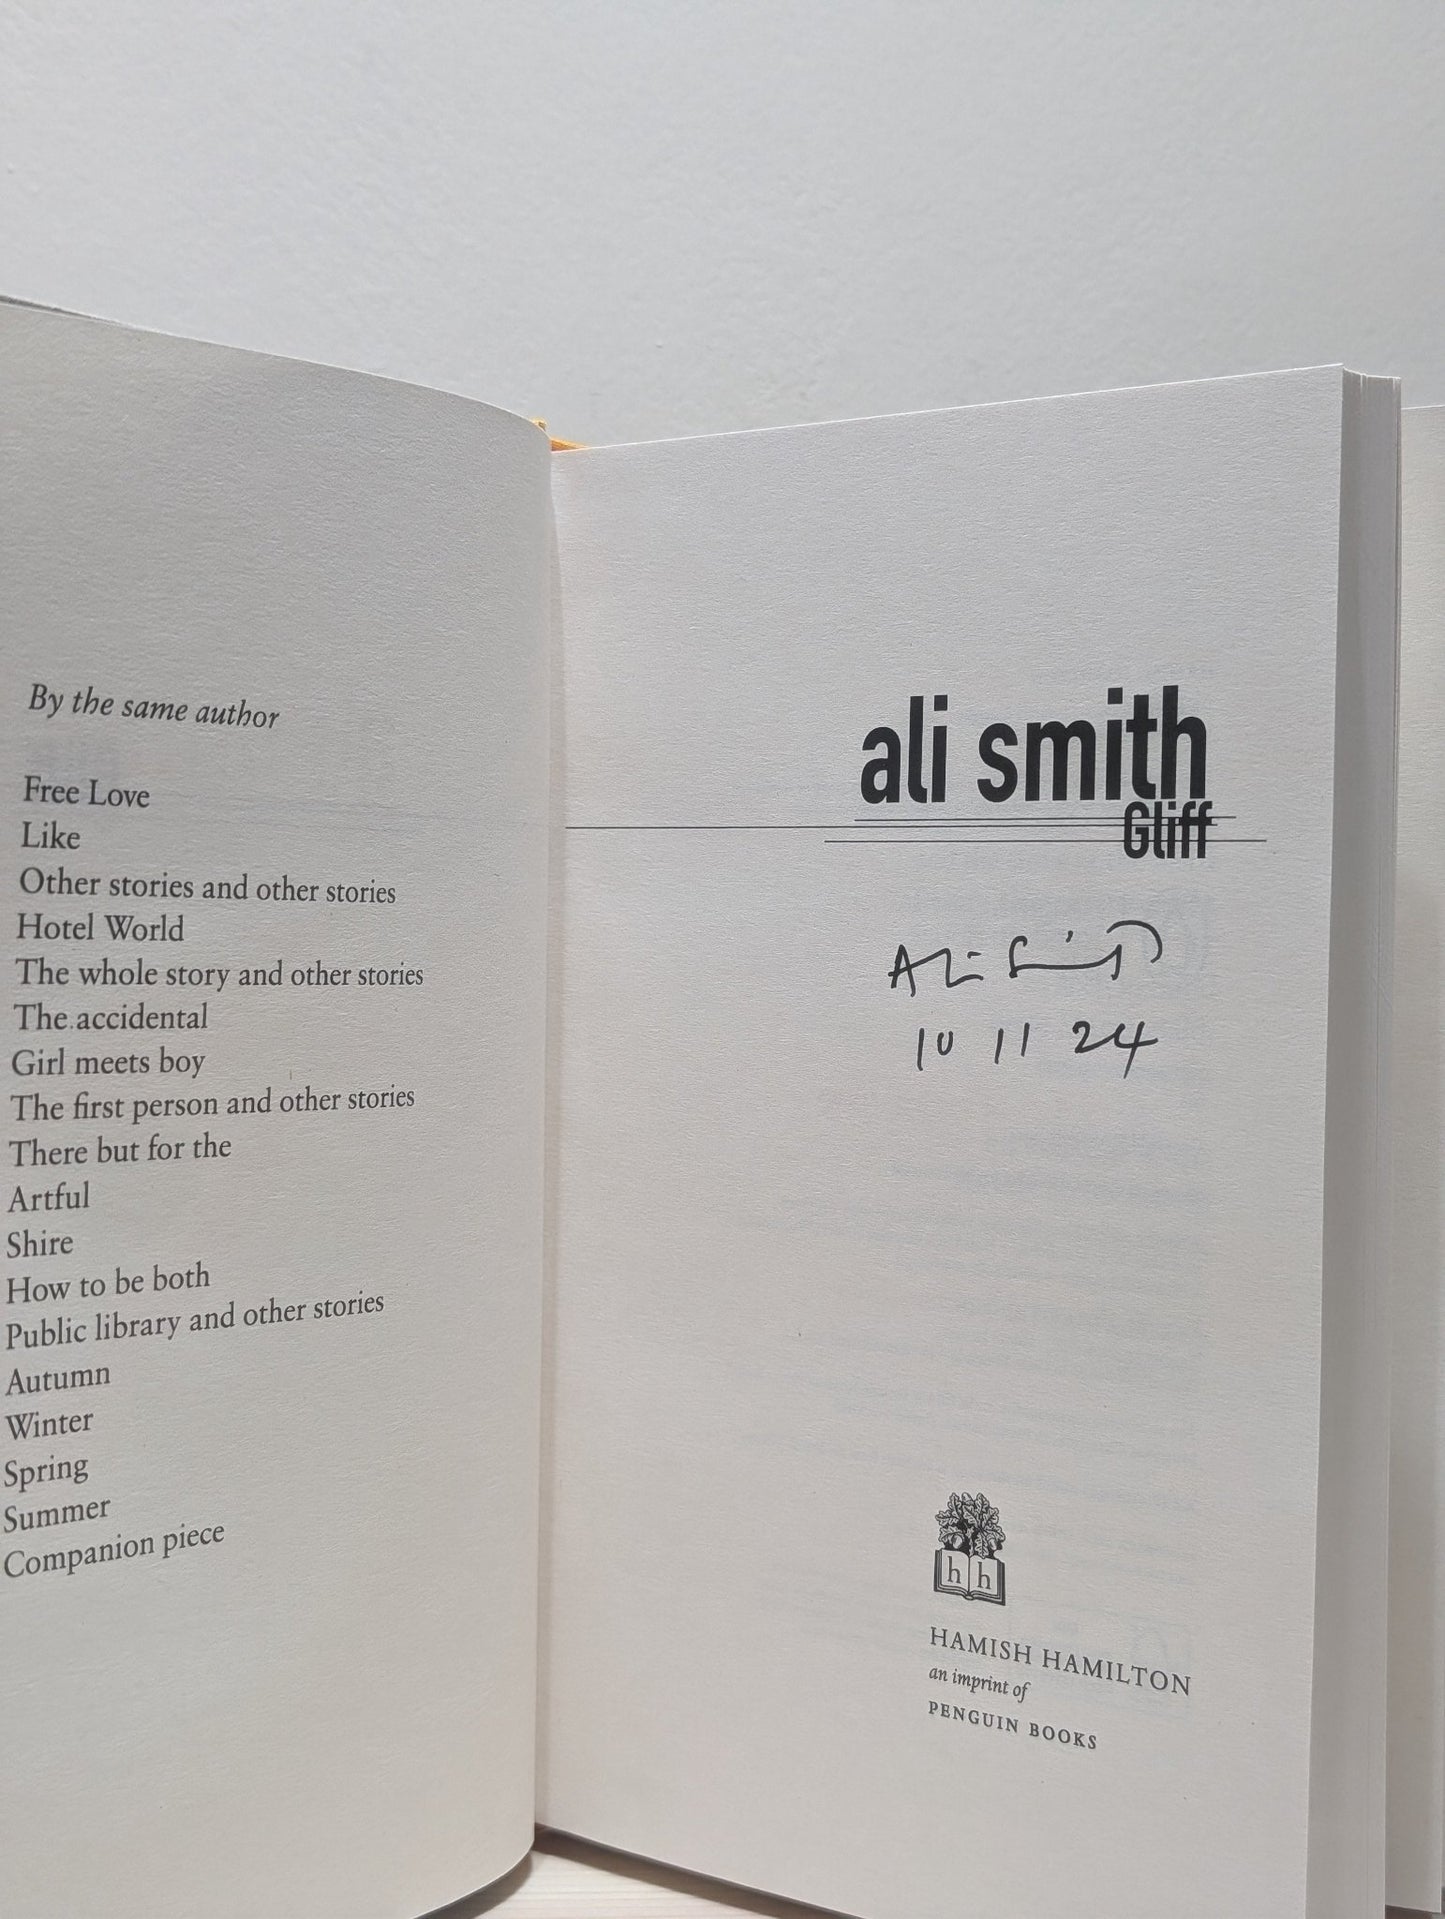 By the same author
Free Love
Like
Other stories and other stories
Hotel World
The whole story and other stories
The accidental
Girl meets boy
The first person and other stories
There but for the
Artful
Shire
How to be both
Public library and other stories
Autumn
Winter
Spring
Summer
Companion piece
ali smith
Gliff
Ali Smith
10 11 24
h h
HAMISH HAMILTON
an imprint of
PENGUIN BOOKS